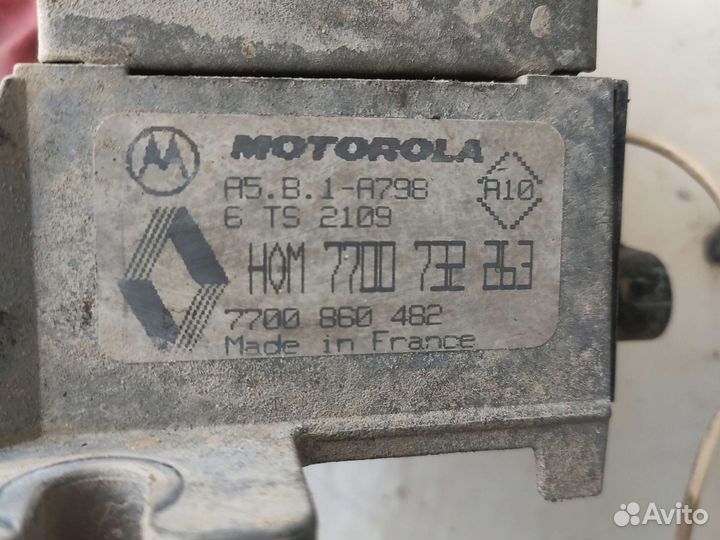 MOTOROLA
A5.B.1-A798
A10
6 TS 2109
HOM 7700 732 263
7700 860 482
Made in France
Avito